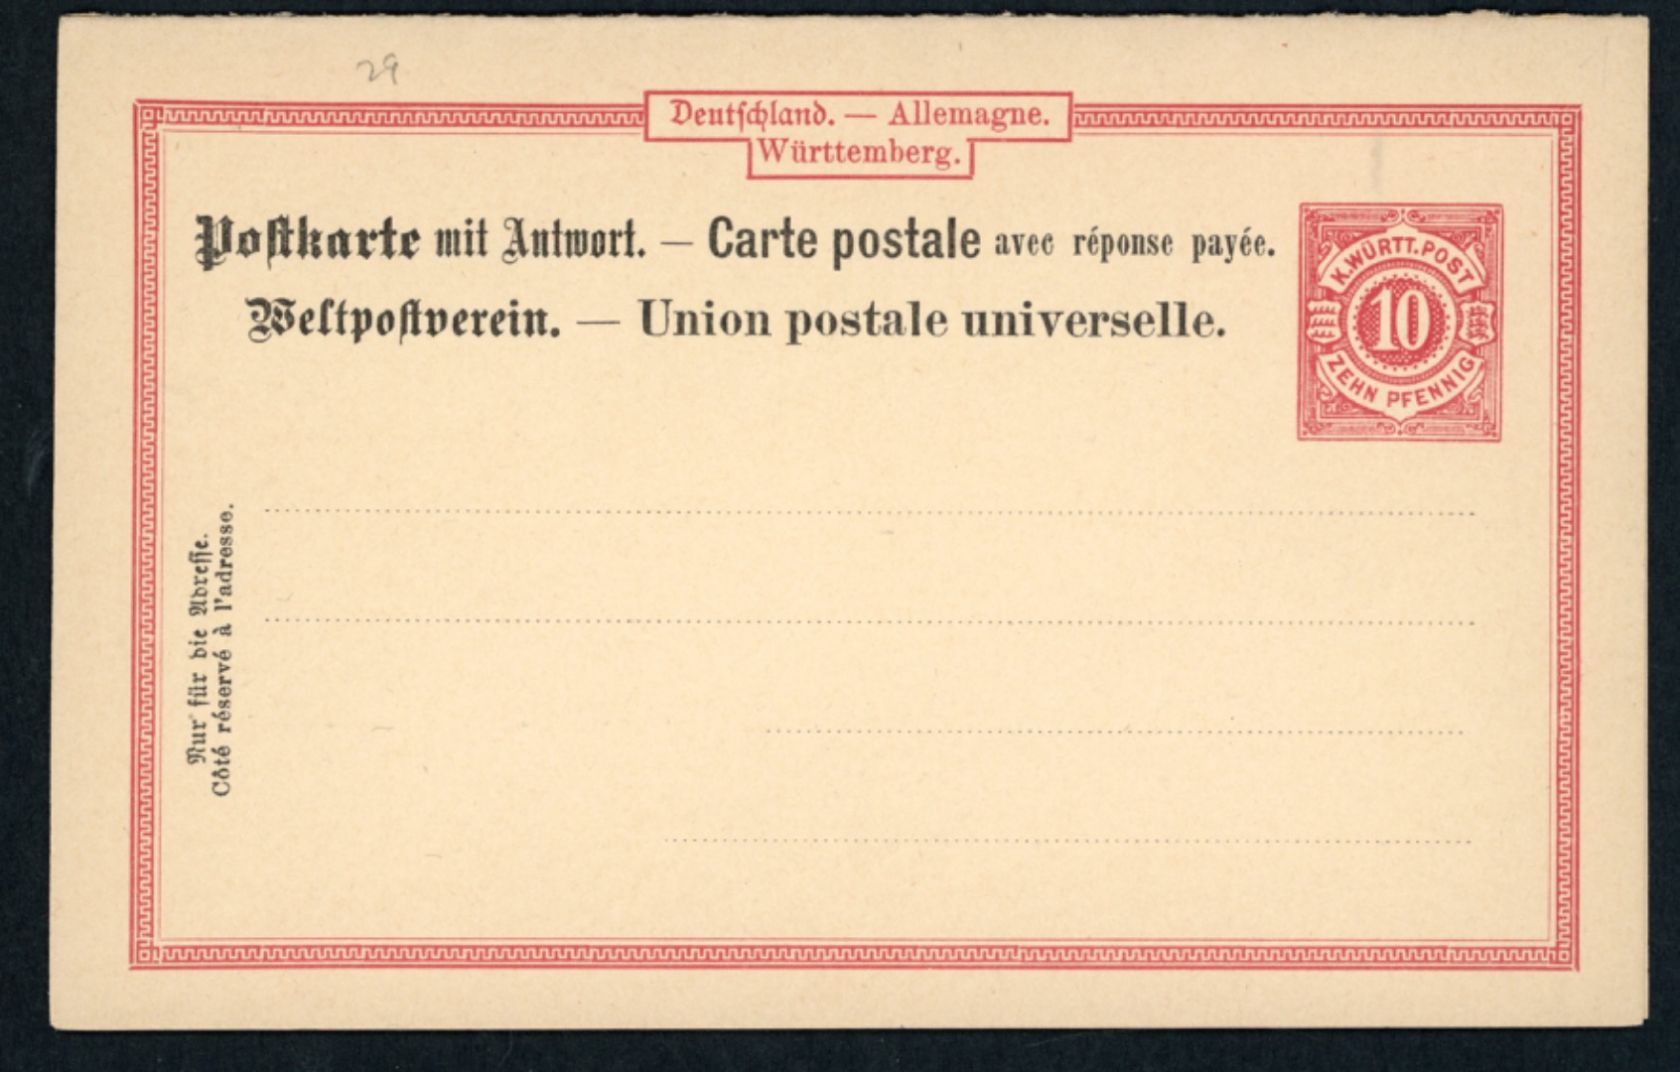 29
Deutschland. — Allemagne.
Württemberg.
Postkarte mit Antwort. — Carte postale avec réponse payée.
Weltpostverein. — Union postale universelle.
K. WÜRTT. POST
10
ZEHN PFENNIG
Nur für die Adresse.
Côté réservé à l'adresse.